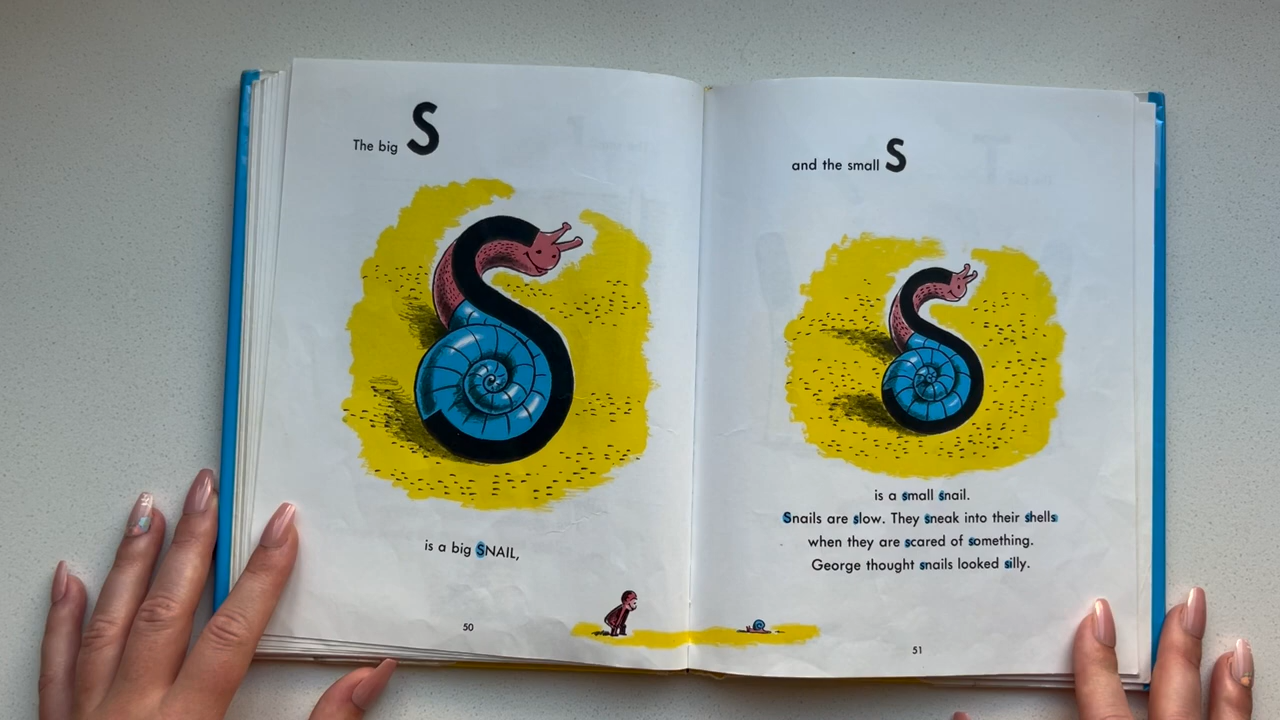 The big S
is a big SNAIL,
50
and the small S
is a small snail.
Snails are slow. They sneak into their shells
when they are scared of something.
George thought snails looked silly.
51